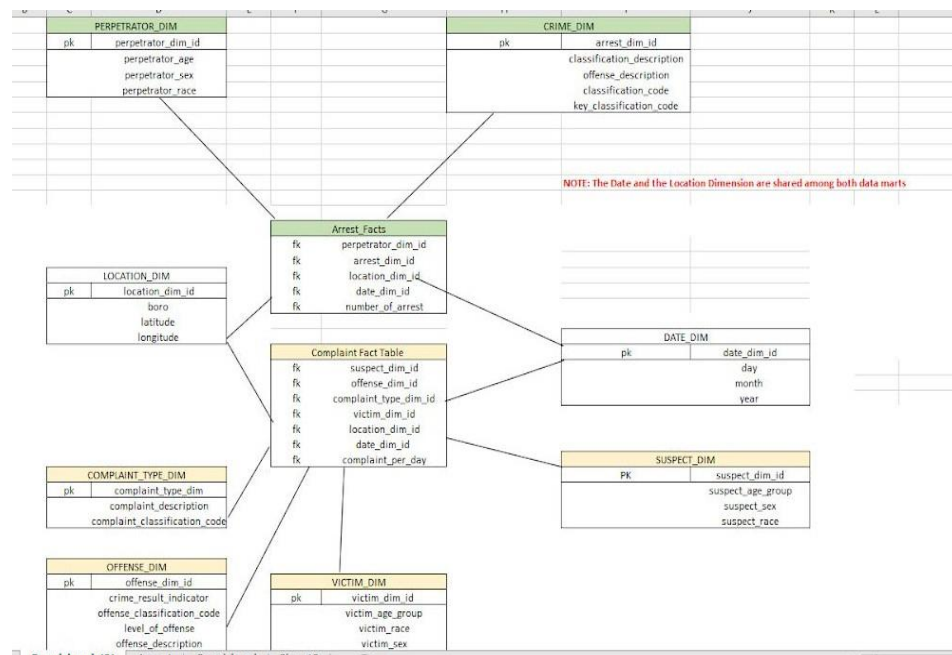 PERPETRATOR_DIM
pk perpetrator_dim_id
perpetrator_age
perpetrator_sex
perpetrator_race
CRIME_DIM
pk arrest_dim_id
classification_description
offense_description
classification_code
key_classification_code
NOTE: The Date and the Location Dimension are shared among both data marts
Arrest_Facts
fk perpetrator_dim_id
fk arrest_dim_id
fk location_dim_id
fk date_dim_id
fk number_of_arrest
LOCATION_DIM
pk location_dim_id
boro
latitude
longitude
DATE_DIM
pk date_dim_id
day
month
year
Complaint Fact Table
fk suspect_dim_id
fk offense_dim_id
fk complaint_type_dim_id
fk victim_dim_id
fk location_dim_id
fk date_dim_id
fk complaint_per_day
COMPLAINT_TYPE_DIM
pk complaint_type_dim
complaint_description
complaint_classification_code
SUSPECT_DIM
PK suspect_dim_id
suspect_age_group
suspect_sex
suspect_race
OFFENSE_DIM
pk offense_dim_id
crime_result_indicator
offense_classification_code
level_of_offense
offense_description
VICTIM_DIM
pk victim_dim_id
victim_age_group
victim_race
victim_sex